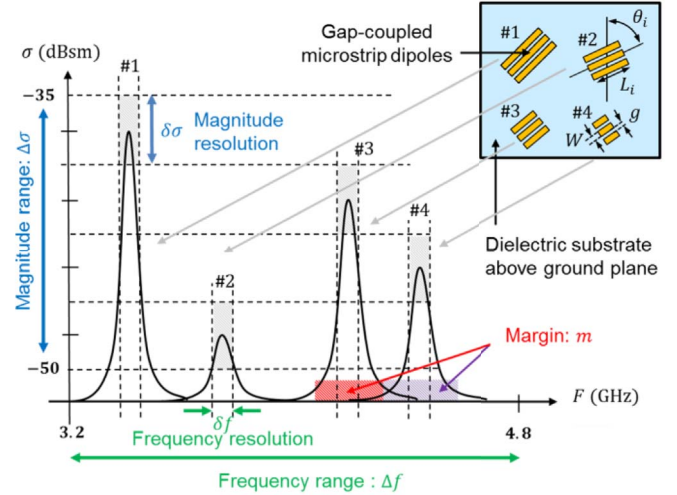 Gap-coupled
microstrip dipoles
#1
#2
θᵢ
Lᵢ
#3
#4
g
W
Dielectric substrate
above ground plane
σ (dBsm)
#1
−35
δσ
Magnitude
resolution
#3
#4
#2
Magnitude range: Δσ
−50
Margin: m
F (GHz)
3.2
δf
4.8
Frequency resolution
Frequency range : Δf